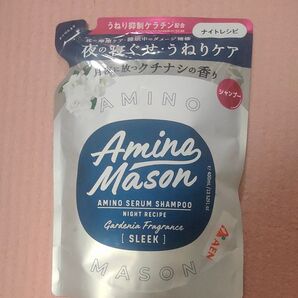 うねり抑制ケラチン配合
ナイトレシピ
夜の寝ぐせ・うねりケア
月夜に放つクチナシの香り
シャンプー
AMINO
Amino
Mason
AMINO SERUM SHAMPOO
NIGHT RECIPE
Gardenia Fragrance
[ SLEEK ]
MASON